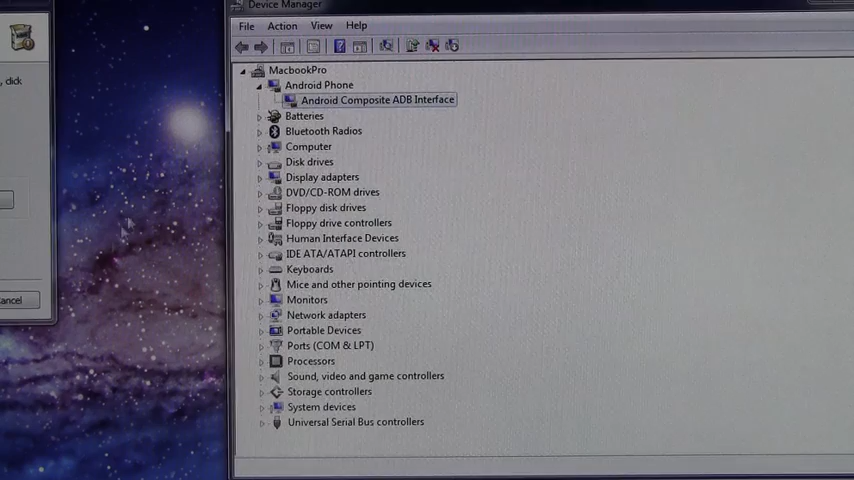 Device Manager
File Action View Help
, click
MacbookPro
Android Phone
Android Composite ADB Interface
Batteries
Bluetooth Radios
Computer
Disk drives
Display adapters
DVD/CD-ROM drives
Floppy disk drives
Floppy drive controllers
Human Interface Devices
IDE ATA/ATAPI controllers
Keyboards
Mice and other pointing devices
Monitors
Network adapters
Portable Devices
Ports (COM & LPT)
Processors
Sound, video and game controllers
Storage controllers
System devices
Universal Serial Bus controllers
ancel